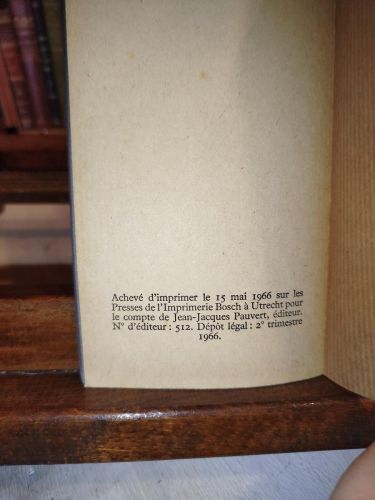 Achevé d'imprimer le 15 mai 1966 sur les
Presses de l'Imprimerie Bosch à Utrecht pour
le compte de Jean-Jacques Pauvert, éditeur.
N° d'éditeur : 512. Dépôt légal : 2° trimestre
1966.